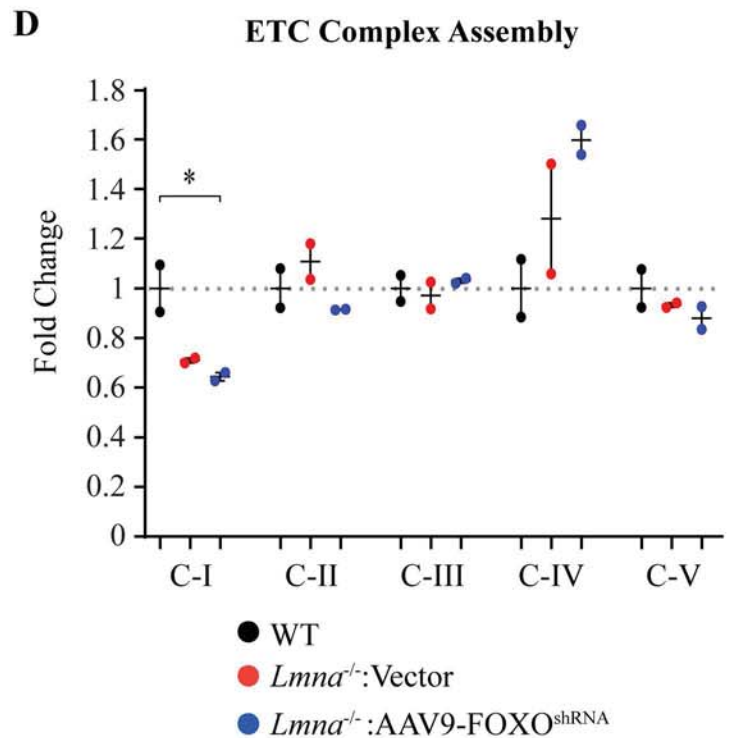 D
ETC Complex Assembly
Fold Change
1.8
1.6
1.4
1.2
1
0.8
0.6
0.4
0.2
0
*
C-I C-II C-III C-IV C-V
WT
Lmna-/-:Vector
Lmna-/-:AAV9-FOXOshRNA